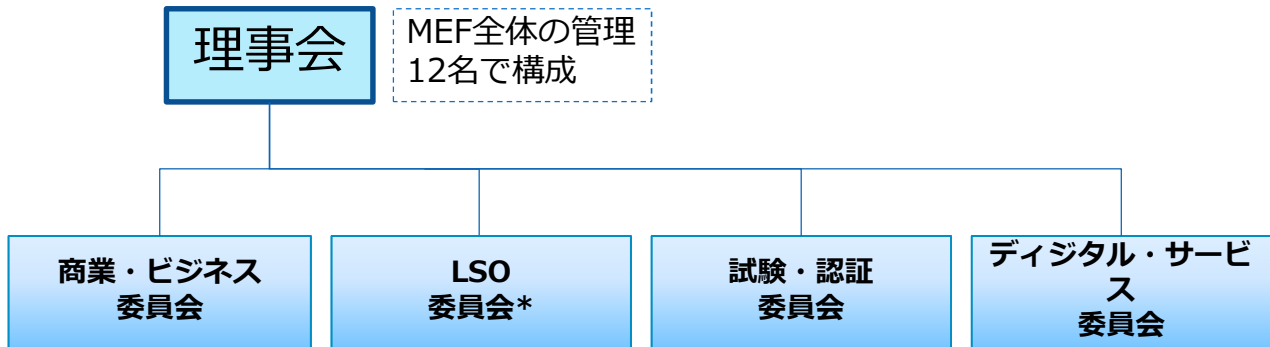 理事会
MEF全体の管理
12名で構成
商業・ビジネス
委員会
LSO
委員会*
試験・認証
委員会
ディジタル・サービ
ス
委員会